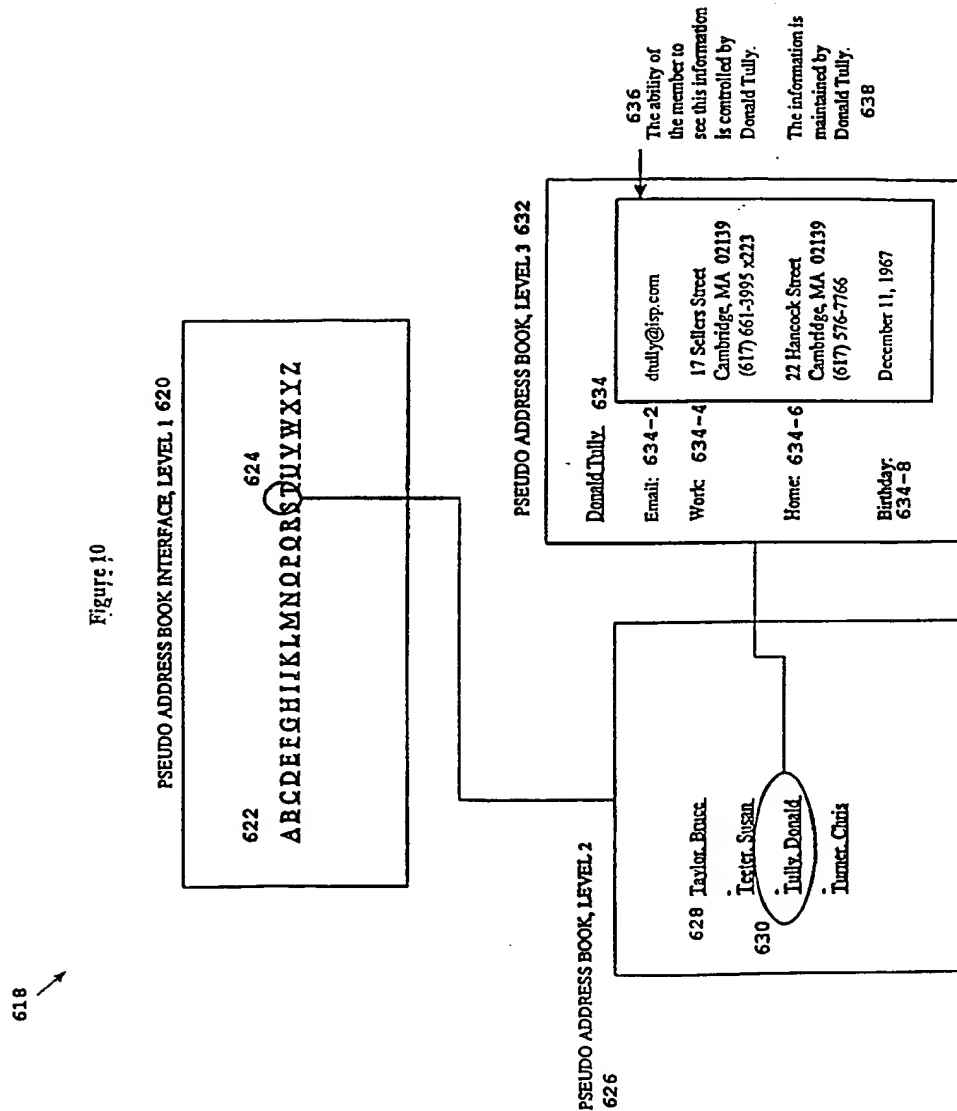 618
Figure 10
PSEUDO ADDRESS BOOK INTERFACE, LEVEL 1 620
622
624
A B C D E F G H I J K L M N O P Q R S T U V W X Y Z
PSEUDO ADDRESS BOOK, LEVEL 2
626
628 Taylor, Bruce
Teeter, Susan
630
Tully, Donald
Turner, Chris
PSEUDO ADDRESS BOOK, LEVEL 3 632
Donald Tully 634
Email: 634-2 dtully@isp.com
Work: 634-4 17 Sellers Street
Cambridge, MA 02139
(617) 661-3995 x223
Home: 634-6 22 Hancock Street
Cambridge, MA 02139
(617) 576-7766
Birthday: December 11, 1967
634-8
636
The ability of
the member to
see this information
is controlled by
Donald Tully.
The information is
maintained by
Donald Tully.
638